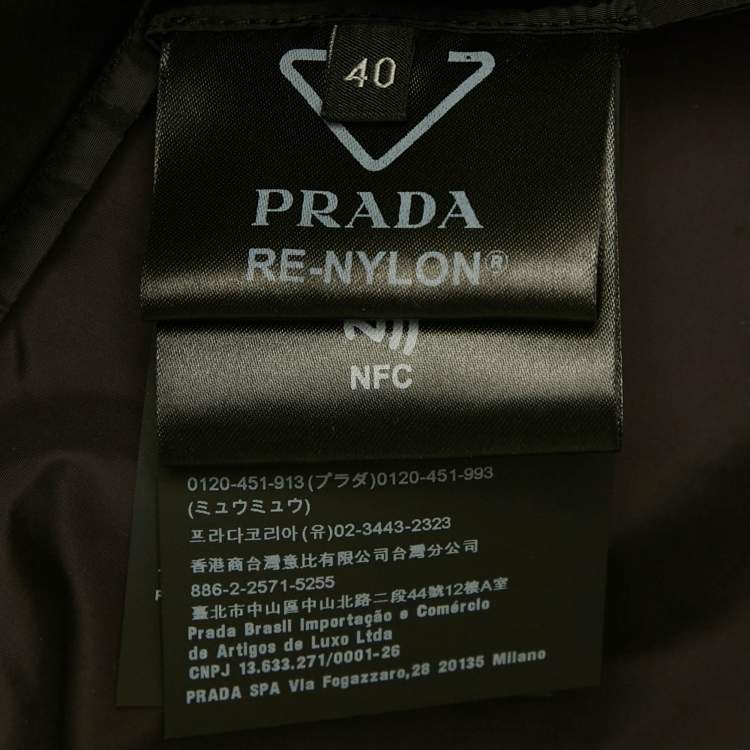 40
PRADA
RE-NYLON®
NFC
0120-451-913(プラダ)0120-451-993
(ミュウミュウ)
프라다코리아(유)02-3443-2323
香港商台灣意比有限公司台灣分公司
886-2-2571-5255
臺北市中山區中山北路二段44號12樓A室
Prada Brasil Importação e Comércio
de Artigos de Luxo Ltda
CNPJ 13.633.271/0001-26
PRADA SPA Via Fogazzaro,28 20135 Milano